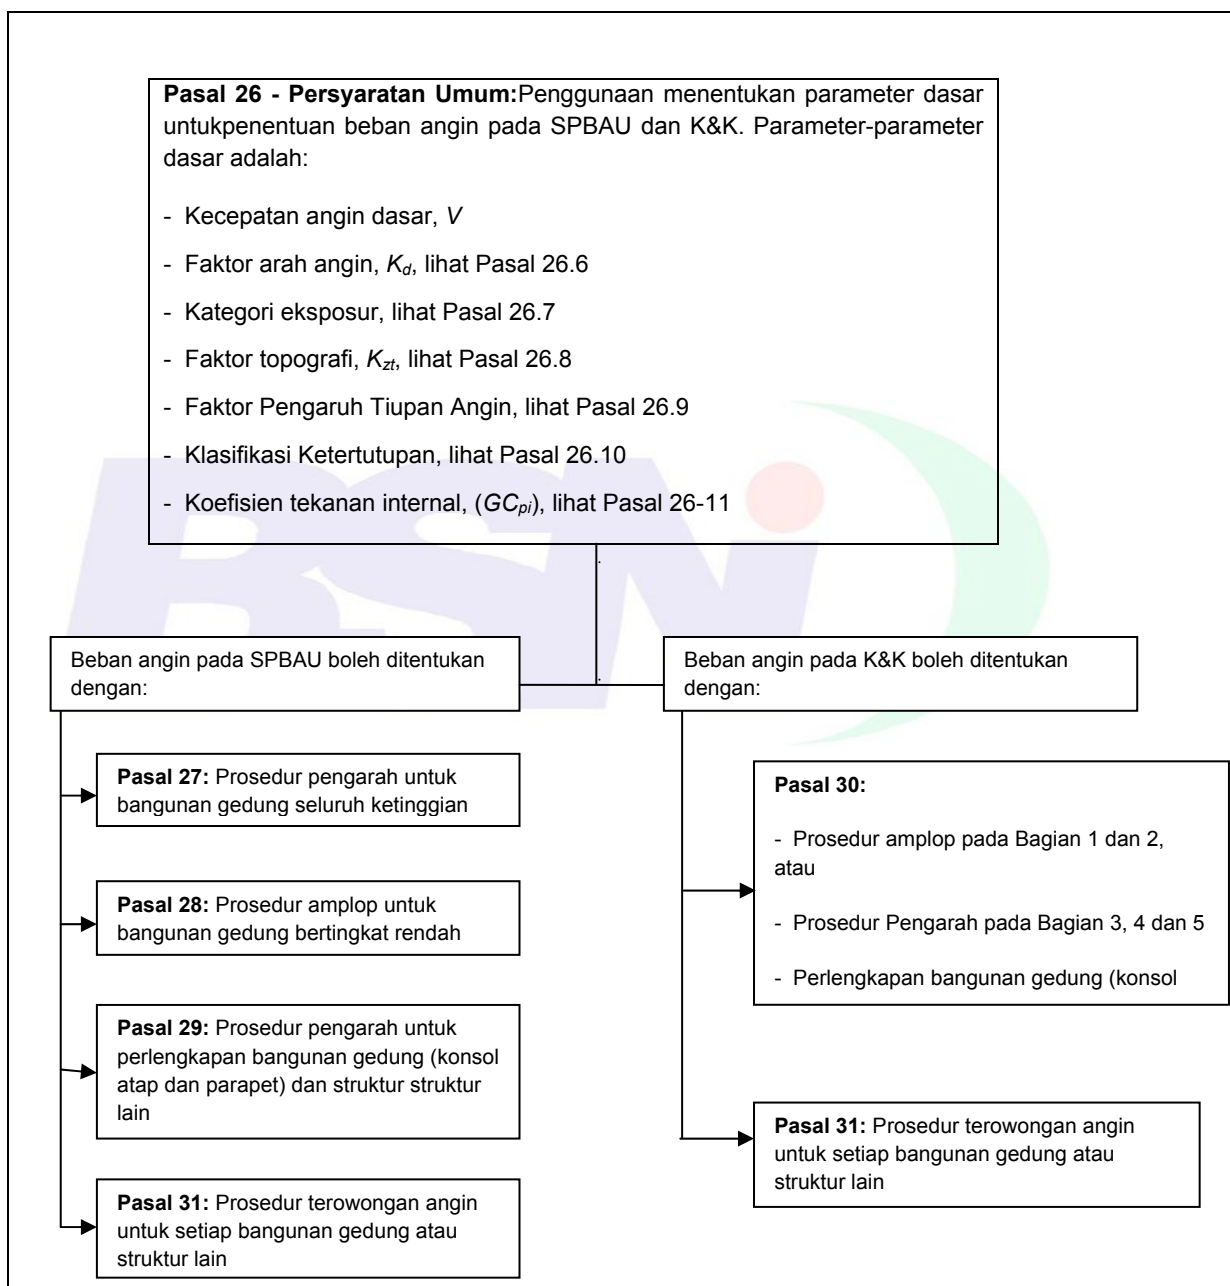 Pasal 26 - Persyaratan Umum:Penggunaan menentukan parameter dasar
untukpenentuan beban angin pada SPBAU dan K&K. Parameter-parameter
dasar adalah:
- Kecepatan angin dasar, V
- Faktor arah angin, Kd, lihat Pasal 26.6
- Kategori eksposur, lihat Pasal 26.7
- Faktor topografi, Kzt, lihat Pasal 26.8
- Faktor Pengaruh Tiupan Angin, lihat Pasal 26.9
- Klasifikasi Ketertutupan, lihat Pasal 26.10
- Koefisien tekanan internal, (GCpi), lihat Pasal 26-11
BSNi
Beban angin pada SPBAU boleh ditentukan
dengan:
Pasal 27: Prosedur pengarah untuk
bangunan gedung seluruh ketinggian
Pasal 28: Prosedur amplop untuk
bangunan gedung bertingkat rendah
Pasal 29: Prosedur pengarah untuk
perlengkapan bangunan gedung (konsol
atap dan parapet) dan struktur struktur
lain
Pasal 31: Prosedur terowongan angin
untuk setiap bangunan gedung atau
struktur lain
Beban angin pada K&K boleh ditentukan
dengan:
Pasal 30:
- Prosedur amplop pada Bagian 1 dan 2,
atau
- Prosedur Pengarah pada Bagian 3, 4 dan 5
- Perlengkapan bangunan gedung (konsol
Pasal 31: Prosedur terowongan angin
untuk setiap bangunan gedung atau
struktur lain